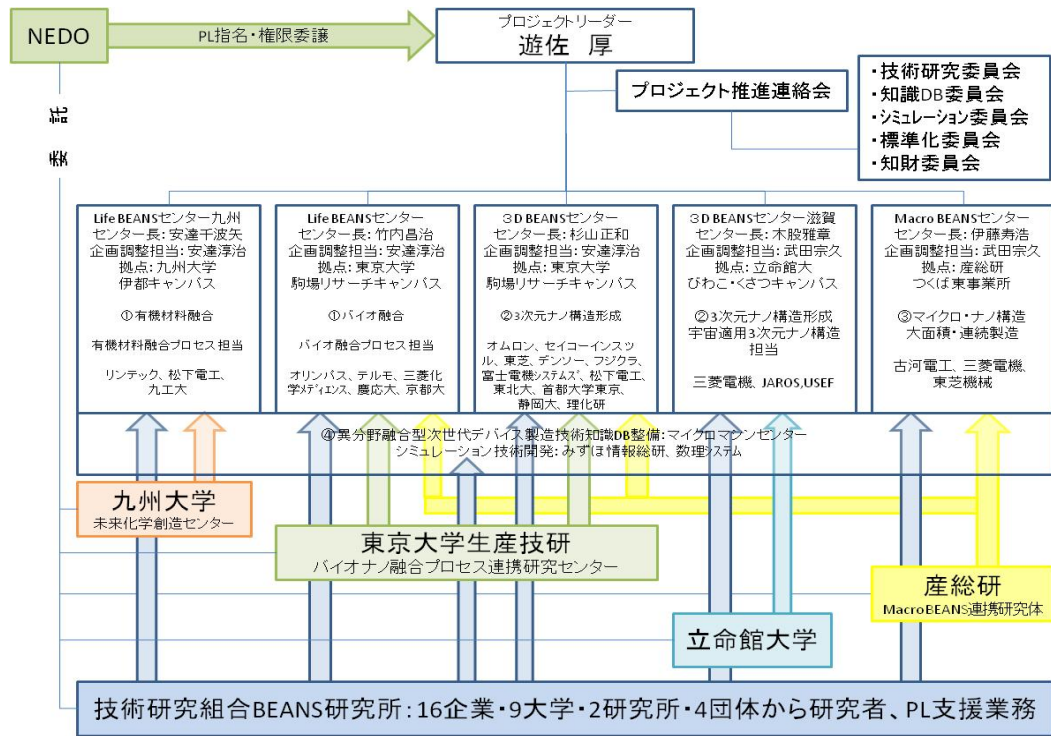 NEDO
PL指名・権限委譲
プロジェクトリーダー
遊佐 厚
プロジェクト推進連絡会
・技術研究委員会
・知識DB委員会
・シミュレーション委員会
・標準化委員会
・知財委員会
委託
Life BEANSセンター九州
センター長：安達千波矢
企画調整担当：安達淳治
拠点：九州大学
伊都キャンパス
①有機材料融合
有機材料融合プロセス担当
リンテック、松下電工、
九工大
Life BEANSセンター
センター長：竹内昌治
企画調整担当：安達淳治
拠点：東京大学
駒場リサーチキャンパス
①バイオ融合
バイオ融合プロセス担当
オリンパス、テルモ、三菱化
学メディエンス、慶応大、京都大
３D BEANSセンター
センター長：杉山正和
企画調整担当：安達淳治
拠点：東京大学
駒場リサーチキャンパス
②3次元ナノ構造形成
オムロン、セイコーインスツ
ル、東芝、デンソー、フジクラ、
富士電機システムズ、松下電工、
東北大、首都大学東京、
静岡大、理化研
３D BEANSセンター滋賀
センター長：木股雅章
企画調整担当：武田宗久
拠点：立命館大
びわこ・くさつキャンパス
②3次元ナノ構造形成
宇宙適用3次元ナノ構造
担当
三菱電機、JAROS,USEF
Macro BEANSセンター
センター長：伊藤寿浩
企画調整担当：武田宗久
拠点：産総研
つくば東事業所
③マイクロ・ナノ構造
大面積・連続製造
古河電工、三菱電機、
東芝機械
④異分野融合型次世代デバイス製造技術知識DB整備：マイクロマシンセンター
シミュレーション技術開発：みずほ情報総研、数理システム
九州大学
未来化学創造センター
東京大学生産技研
バイオナノ融合プロセス連携研究センター
産総研
MacroBEANS連携研究体
立命館大学
技術研究組合BEANS研究所：16企業・9大学・2研究所・4団体から研究者、PL支援業務